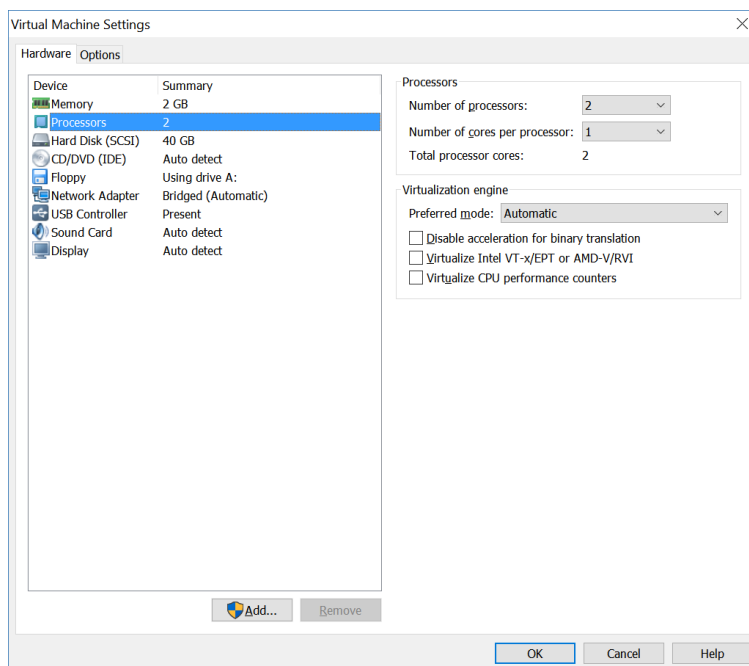 Virtual Machine Settings
Hardware Options
Device Summary
Memory 2 GB
Processors 2
Hard Disk (SCSI) 40 GB
CD/DVD (IDE) Auto detect
Floppy Using drive A:
Network Adapter Bridged (Automatic)
USB Controller Present
Sound Card Auto detect
Display Auto detect
Add...
Remove
Processors
Number of processors: 2
Number of cores per processor: 1
Total processor cores: 2
Virtualization engine
Preferred mode: Automatic
Disable acceleration for binary translation
Virtualize Intel VT-x/EPT or AMD-V/RVI
Virtualize CPU performance counters
OK Cancel Help